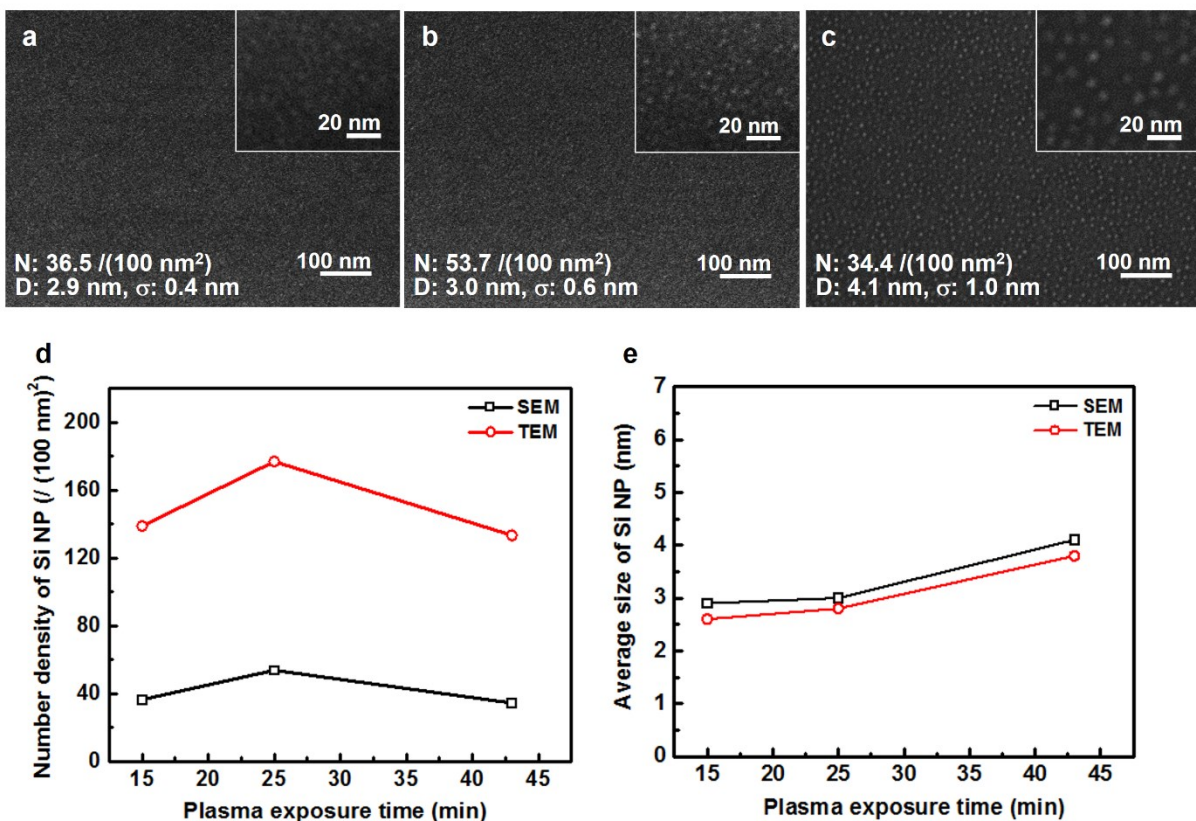 a
20 nm
N: 36.5 /(100 nm²)
D: 2.9 nm, σ: 0.4 nm
100 nm
b
20 nm
N: 53.7 /(100 nm²)
D: 3.0 nm, σ: 0.6 nm
100 nm
c
20 nm
N: 34.4 /(100 nm²)
D: 4.1 nm, σ: 1.0 nm
100 nm
d
Number density of Si NP (/ (100 nm)²)
200
160
120
80
40
0
SEM
TEM
15 20 25 30 35 40 45
Plasma exposure time (min)
e
Average size of Si NP (nm)
7
6
5
4
3
2
1
0
SEM
TEM
15 20 25 30 35 40 45
Plasma exposure time (min)